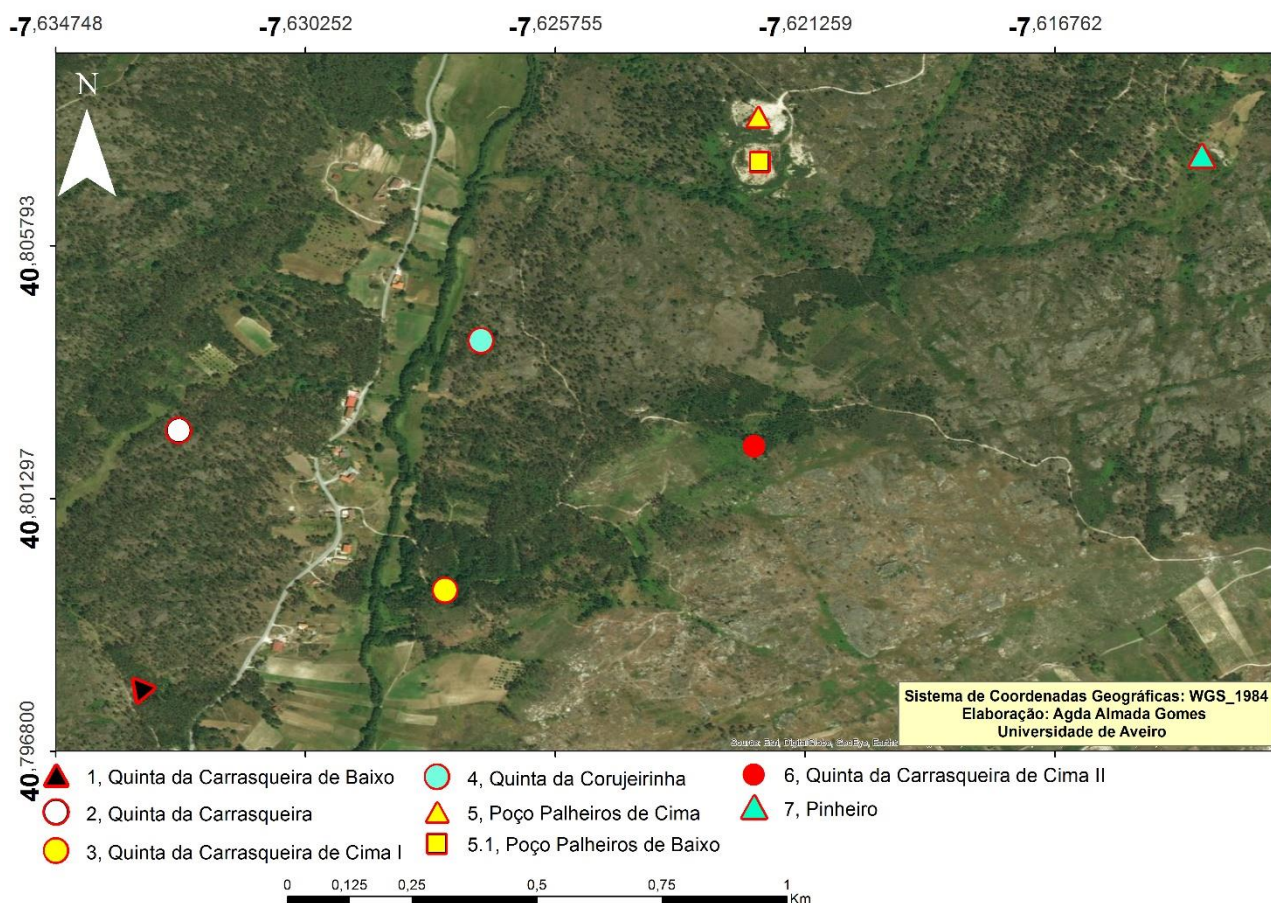 -7,634748 -7,630252 -7,625755 -7,621259 -7,616762
N
40,805793
40,801297
40,796800
Sistema de Coordenadas Geográficas: WGS_1984
Elaboração: Agda Almada Gomes
Universidade de Aveiro
Source: Esri, DigitalGlobe, GeoEye,
1, Quinta da Carrasqueira de Baixo
2, Quinta da Carrasqueira
3, Quinta da Carrasqueira de Cima I
4, Quinta da Corujeirinha
5, Poço Palheiros de Cima
5.1, Poço Palheiros de Baixo
6, Quinta da Carrasqueira de Cima II
7, Pinheiro
0 0,125 0,25 0,5 0,75 1
Km